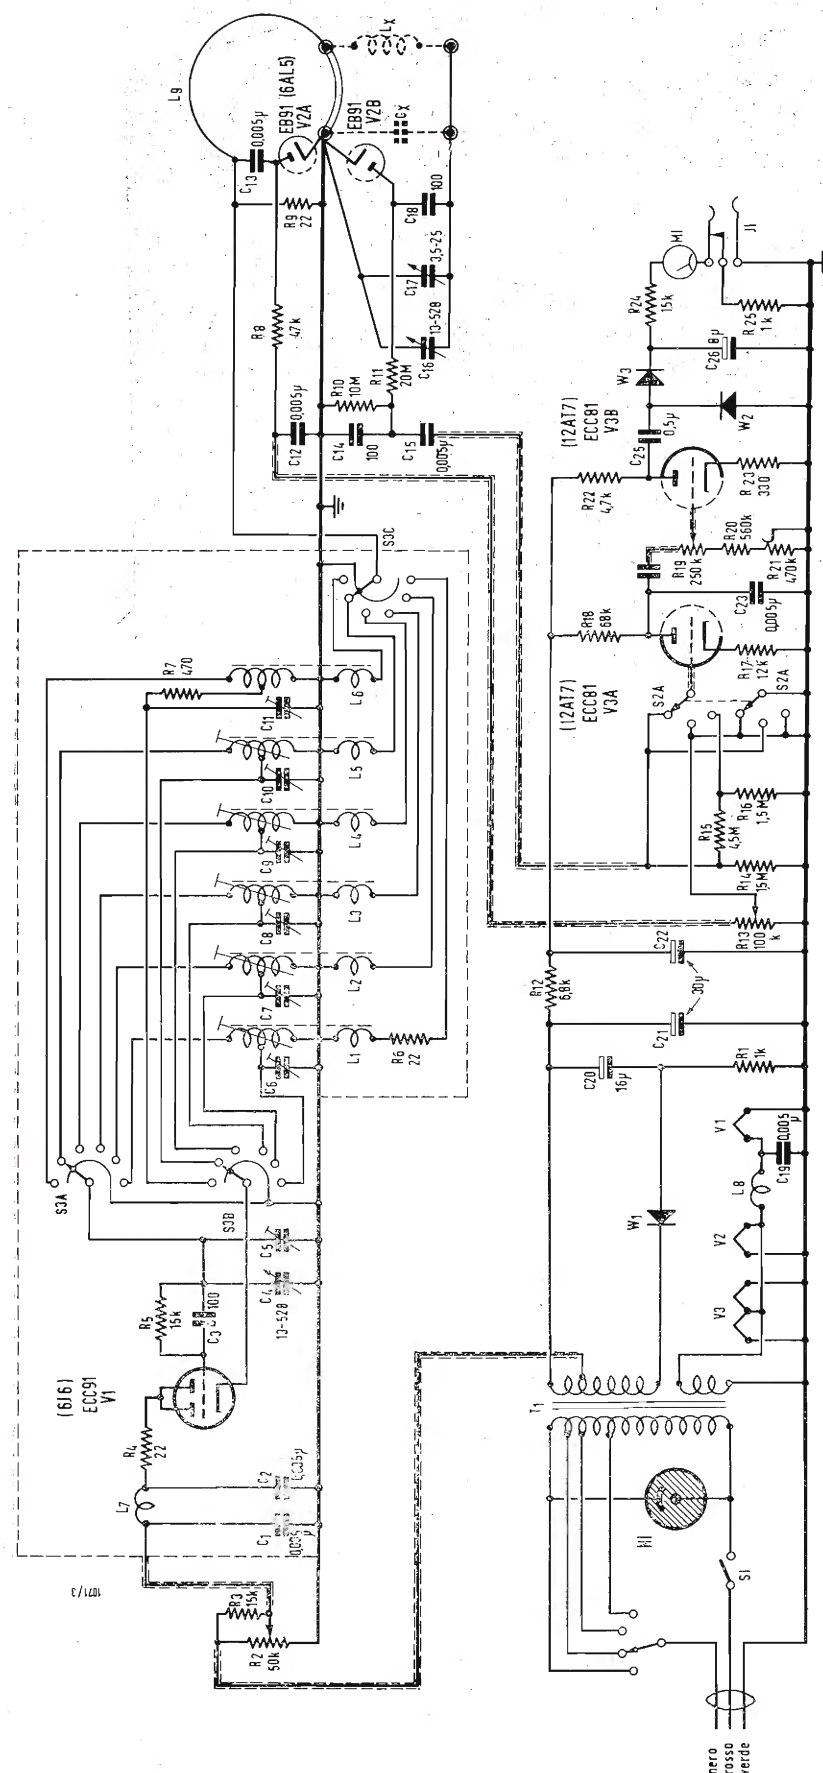 L9
C13
0,005µ
EB91 (6AL5)
V2A
LX
EB91
V2B
CX
R9
22
R8
47k
C18
100
C17
3,5-25
C16
13-528
R11
20M
R10
10M
C12
0,005µ
C14
100
C15
0,005µ
S3C
R7
470
C11
L6
C10
L5
C9
L4
C8
L3
C7
L2
C6
L1
R6
22
S3A
S3B
C5
C4
13-528
R5
15k
C3
100
(6J6)
ECC91
V1
R4
22
L7
C2
0,005µ
C1
0,005
µ
R3
15k
R2
50k
1071/3
M1
J1
R24
15k
R25
1k
C26
8µ
W3
W2
(12AT7)
ECC81
V3B
C25
0,5µ
R22
4,7k
R23
330
R20
560k
R19
250k
R21
470k
C23
0,005µ
R18
68k
(12AT7)
ECC81
V3A
R17
12k
S2A
S2A
R16
1,5M
R15
4,5M
R14
15M
R13
100
k
C22
30µ
C21
R12
6,8k
C20
16µ
R1
1k
V1
C19
0,005
µ
L8
W1
V2
V3
T1
S1
nero
rosso
verde